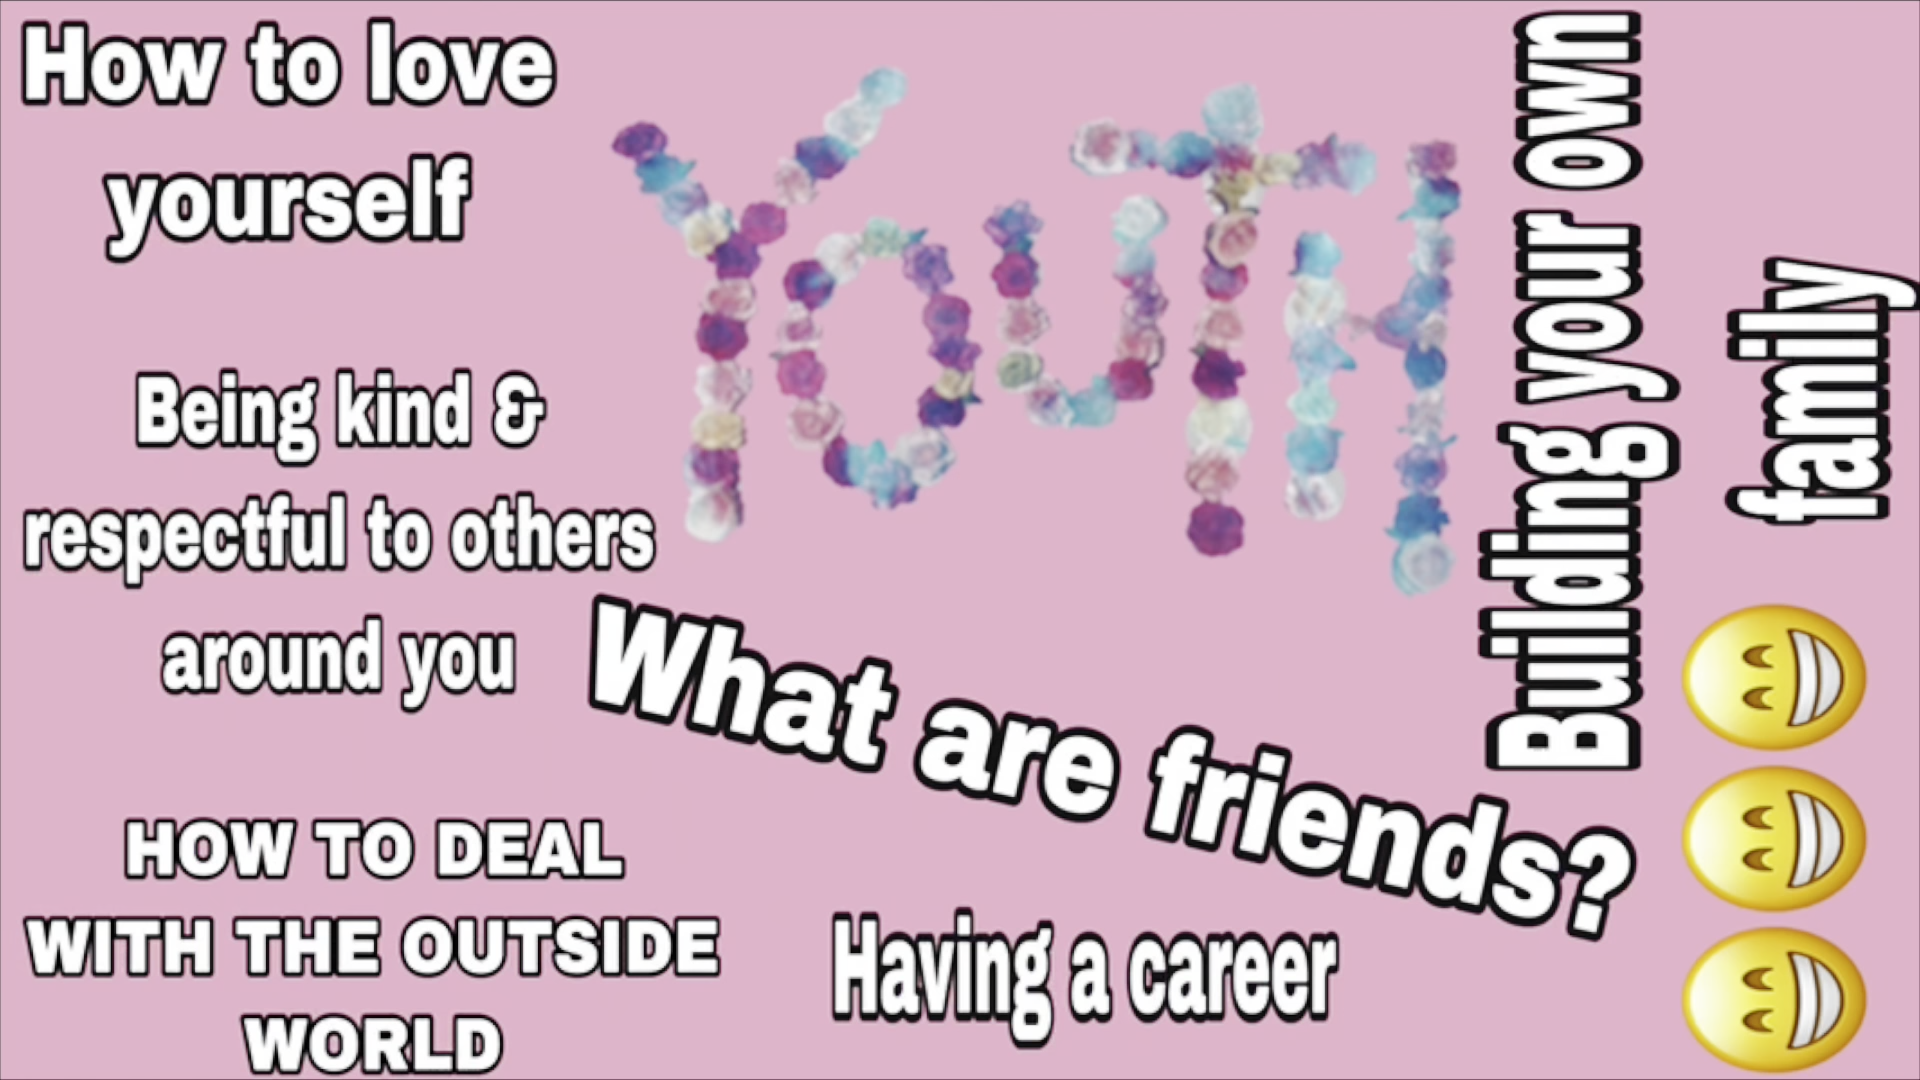 How to love
yourself
YouTH
Being kind &
respectful to others
around you
What are friends?
Building your own
family
HOW TO DEAL
WITH THE OUTSIDE
WORLD
Having a career